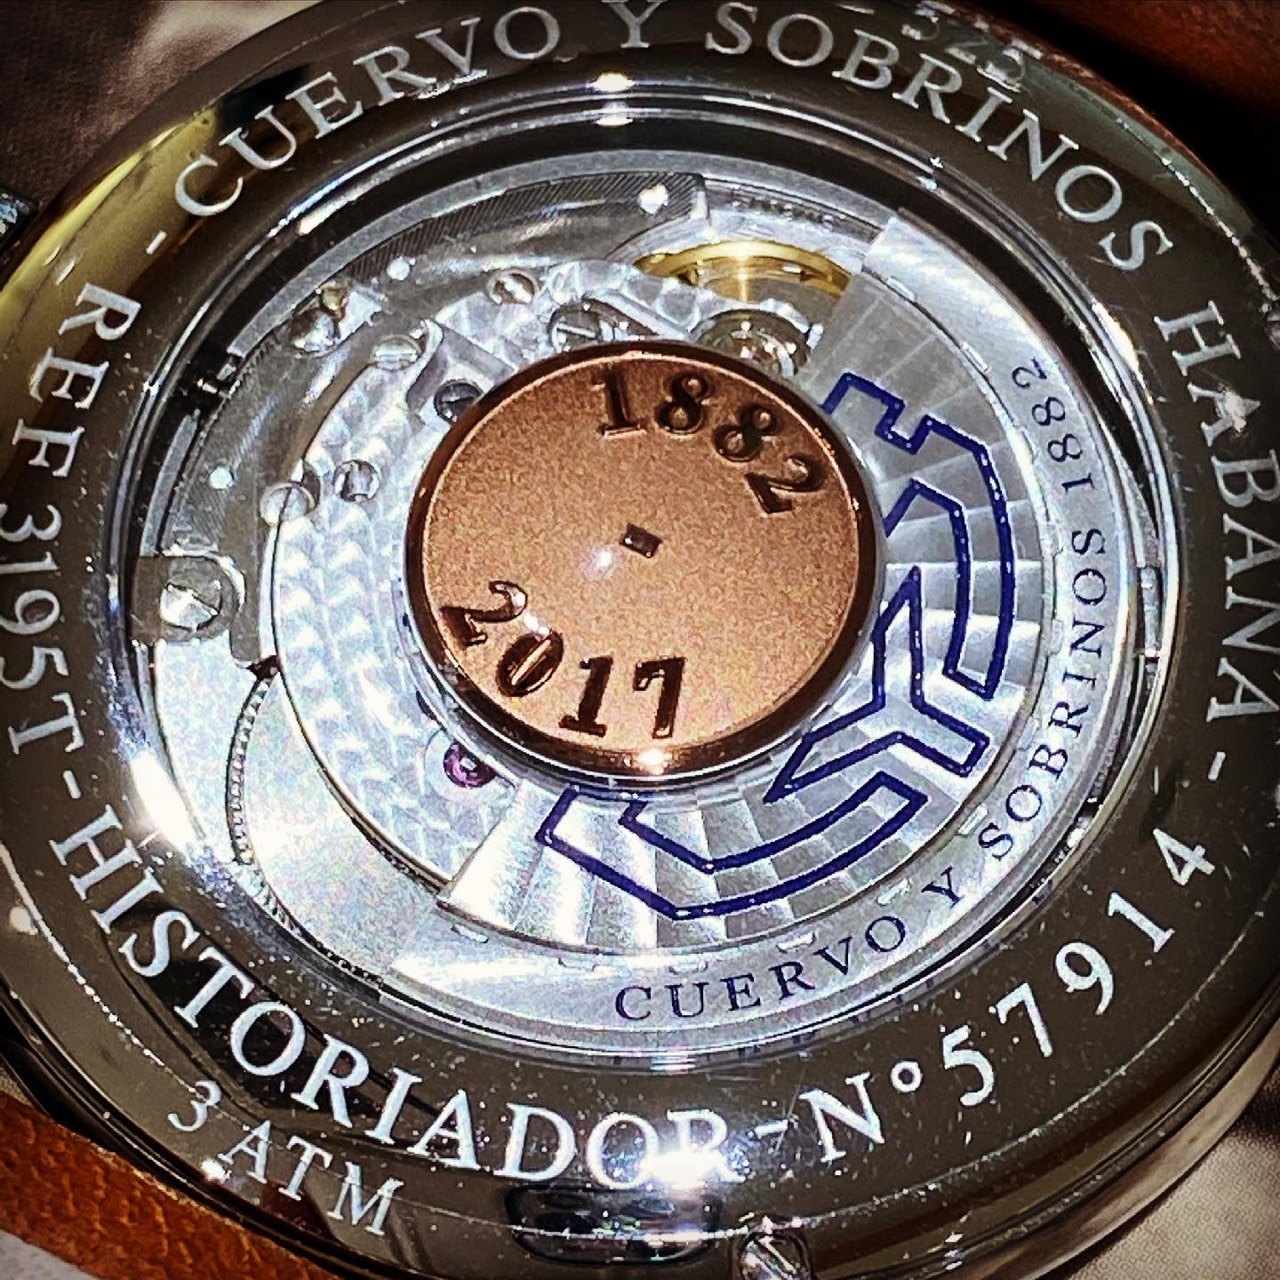 - CUERVO Y SOBRINOS HABANA -
REF 3195T - HISTORIADOR - N° 57914
3 ATM
1882
2017
CUERVO Y SOBRINOS 1882